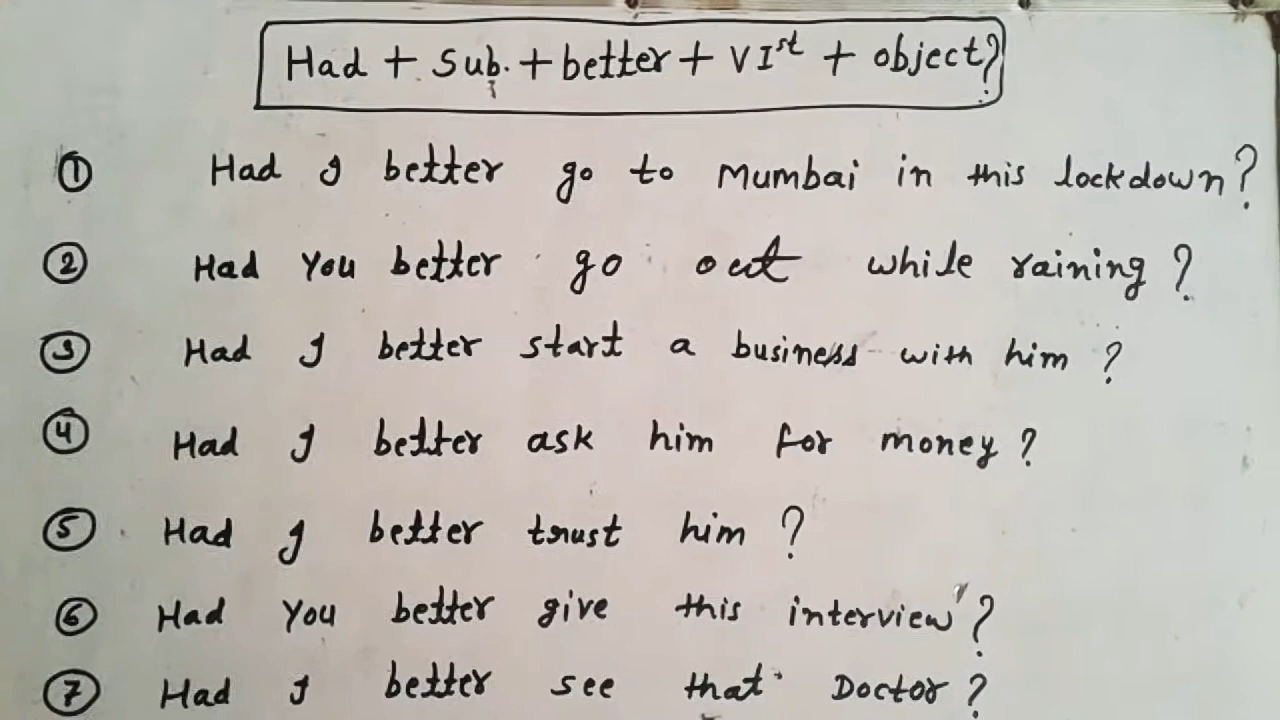 Had + Sub. + better + VIst + object?
① Had I better go to Mumbai in this lockdown?
② Had You better go out while raining?
③ Had I better start a business with him?
④ Had I better ask him for money?
⑤ Had I better trust him?
⑥ Had You better give this interview?
⑦ Had I better see that Doctor?